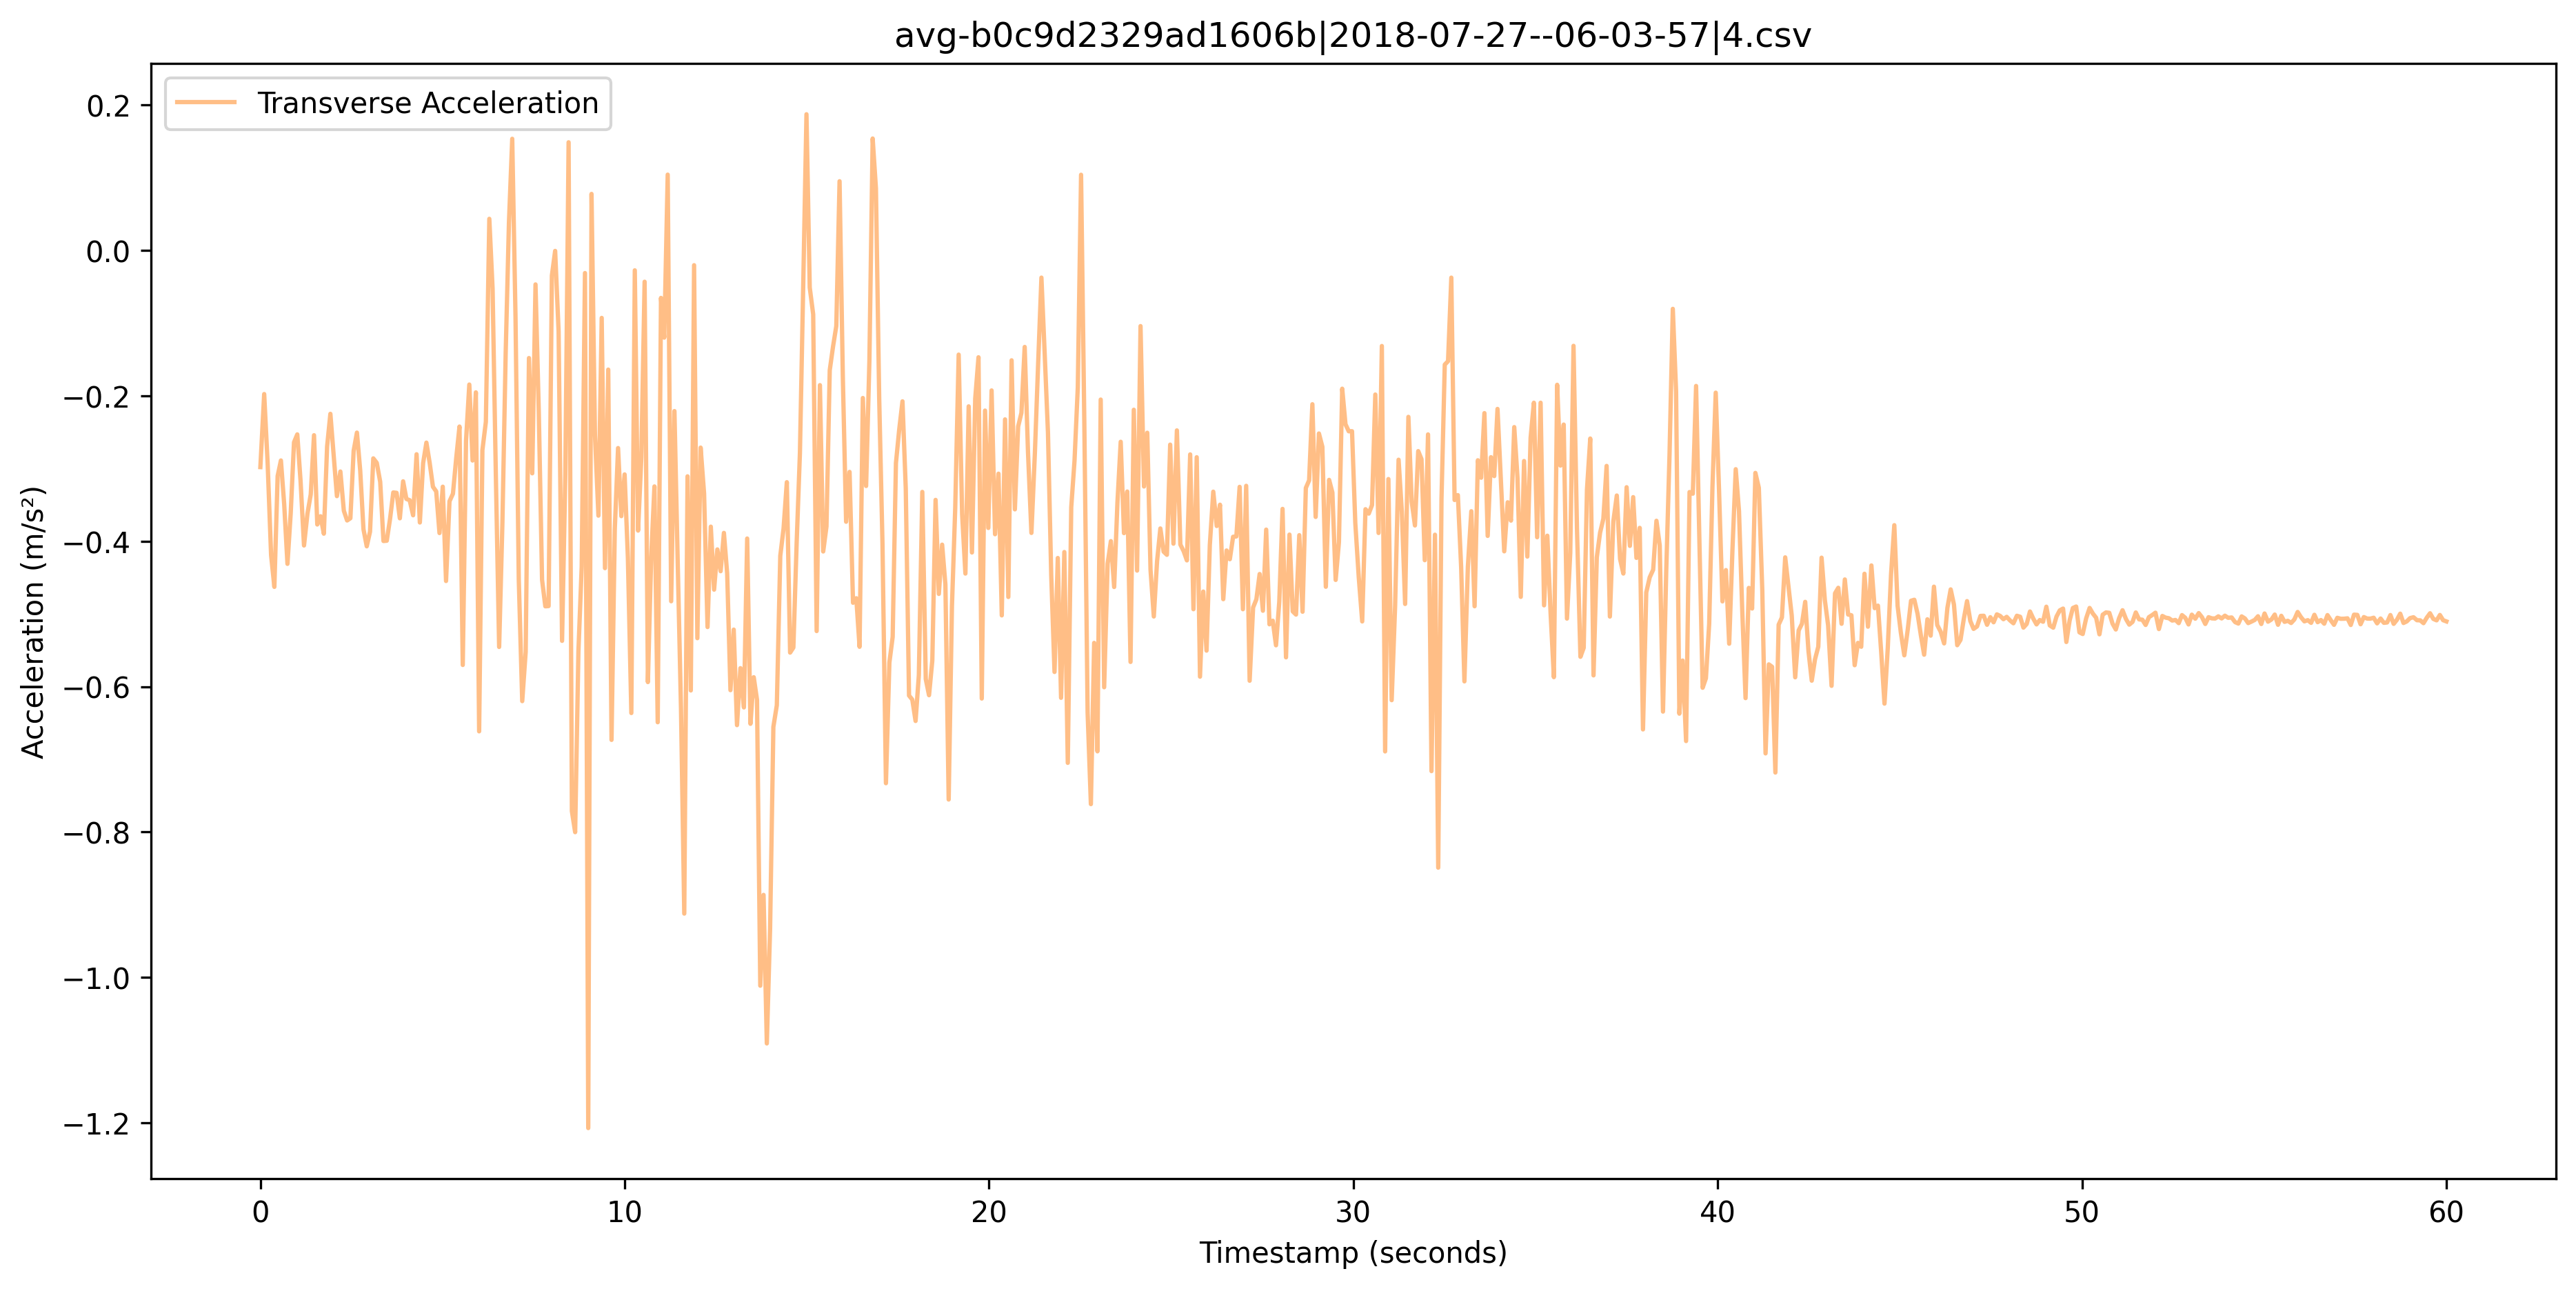 avg-b0c9d2329ad1606b|2018-07-27--06-03-57|4.csv
Transverse Acceleration
Acceleration (m/s²)
0.2
0.0
−0.2
−0.4
−0.6
−0.8
−1.0
−1.2
0 10 20 30 40 50 60
Timestamp (seconds)